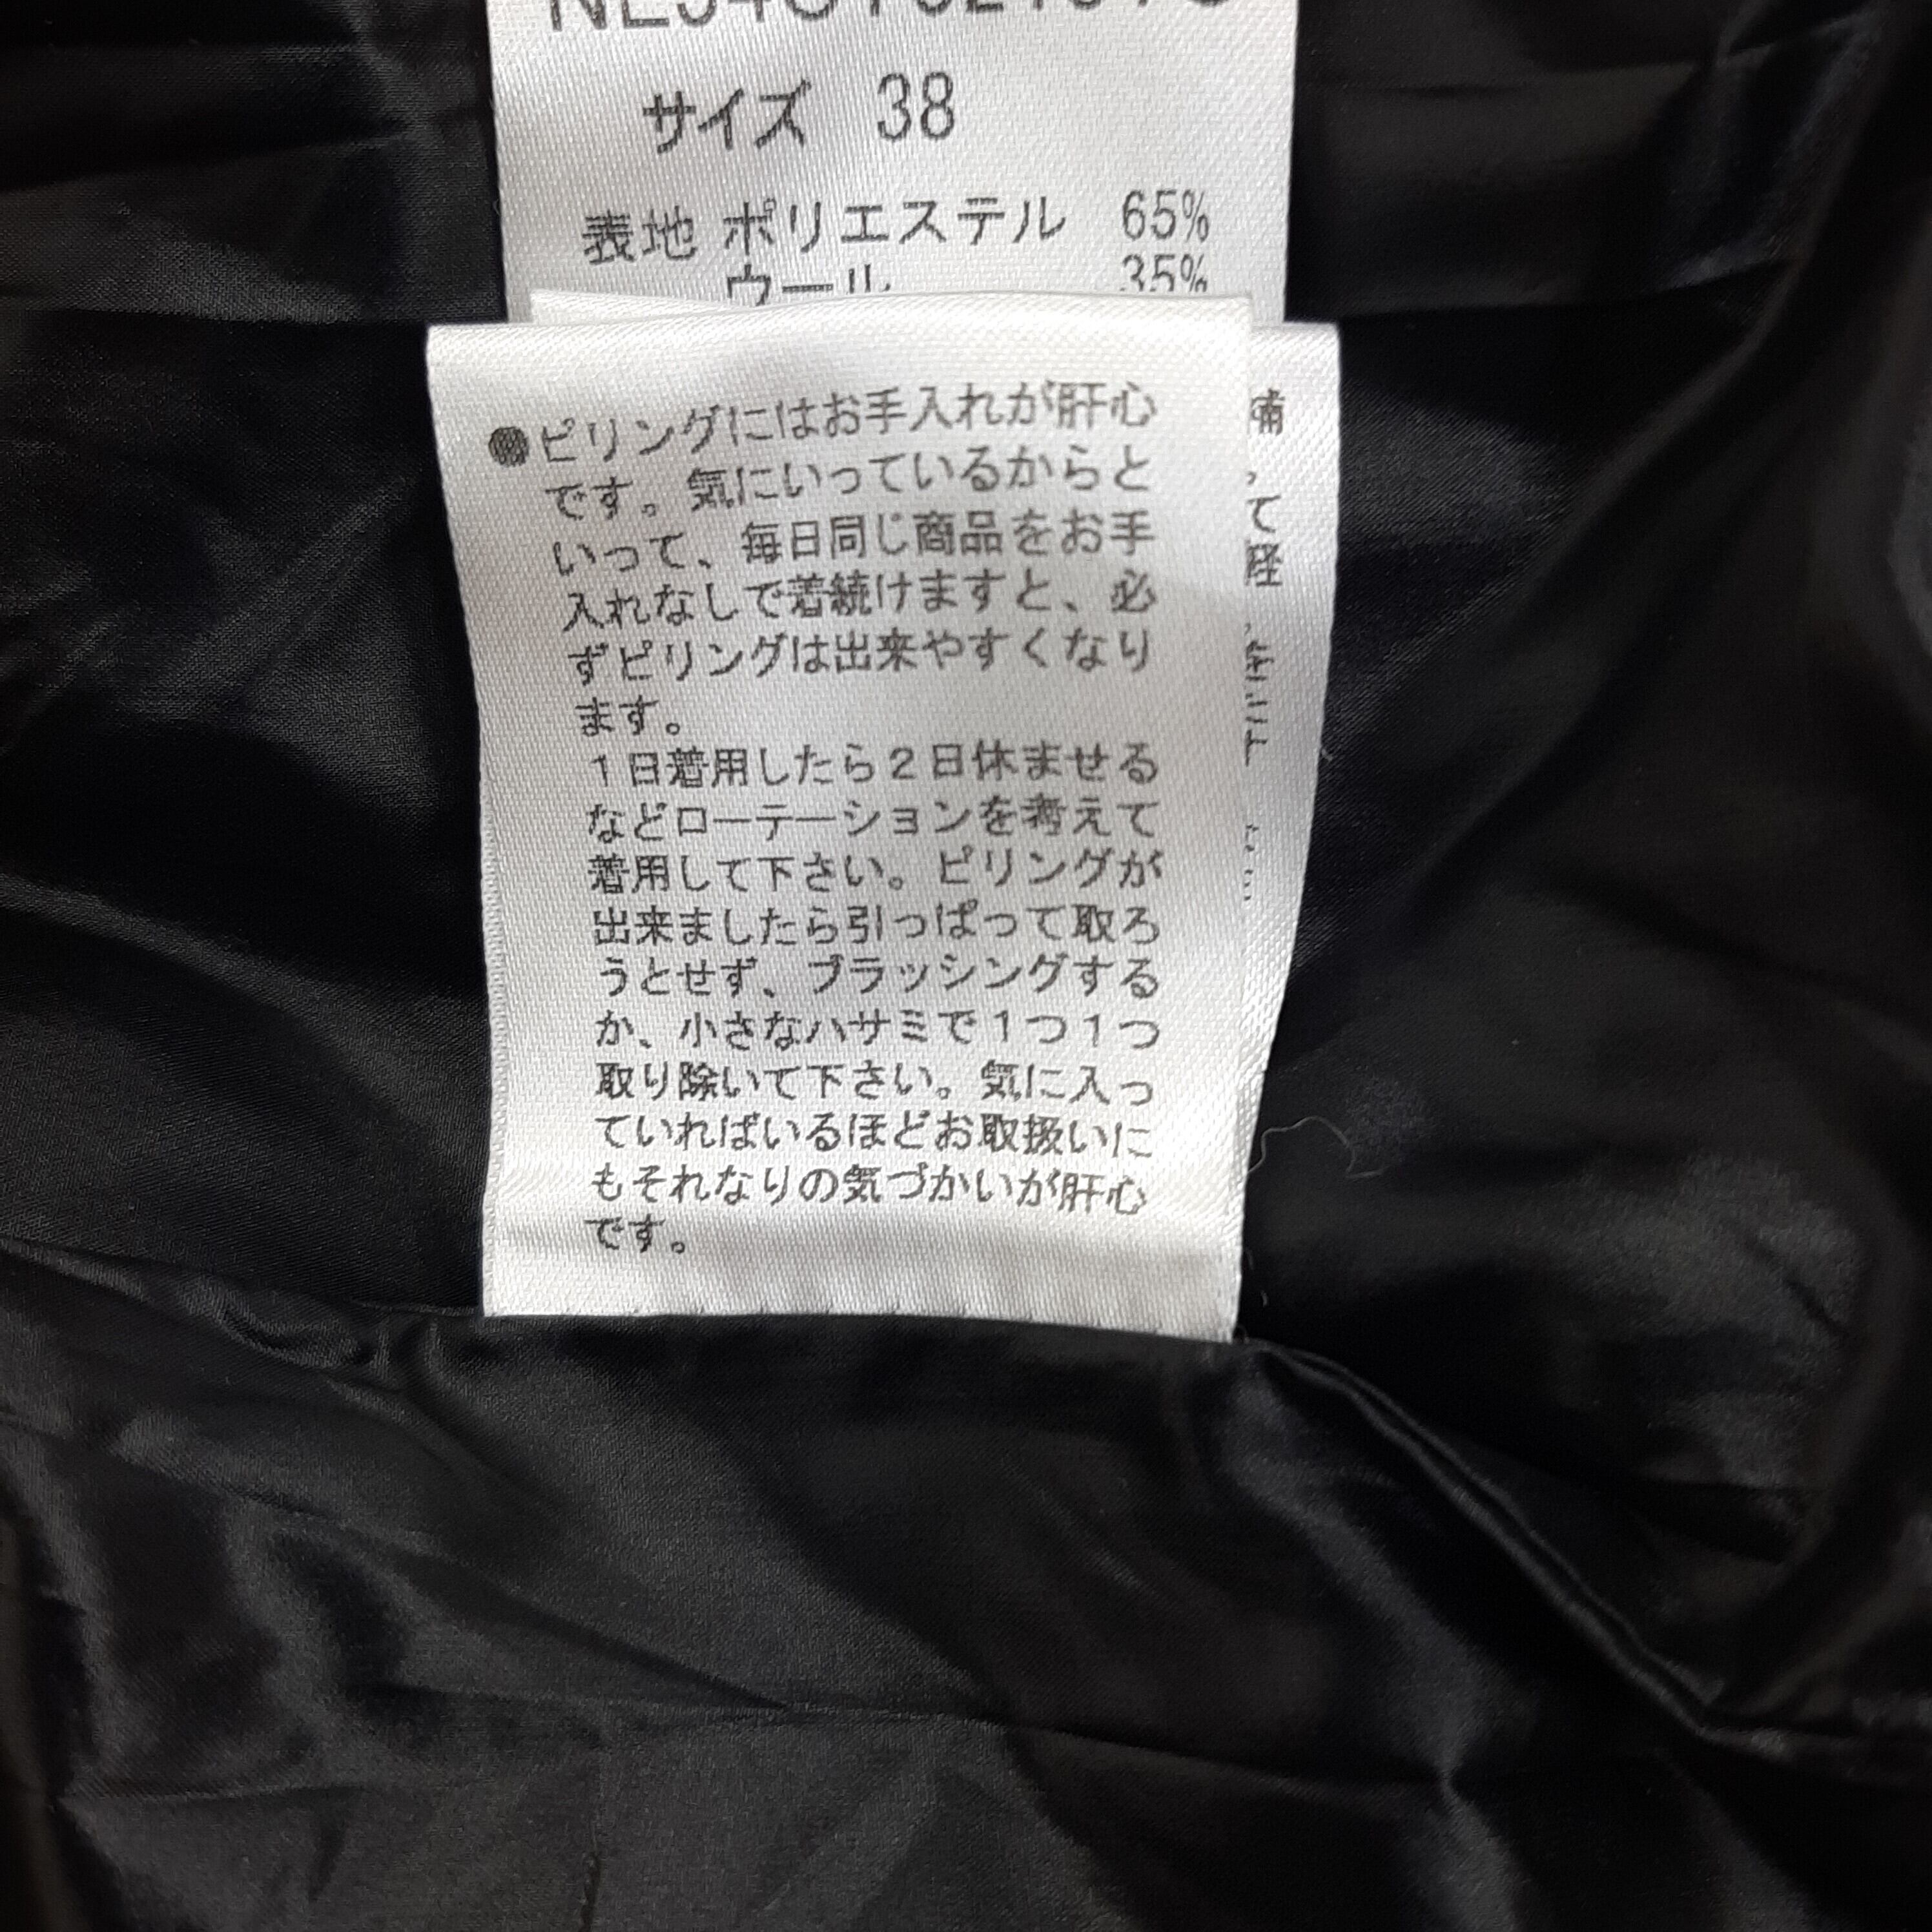 サイズ 38
表地 ポリエステル 65%
ウール 35%
●ピリングにはお手入れが肝心
です。気にいっているからと
いって、毎日同じ商品をお手
入れなしで着続けますと、必
ずピリングは出来やすくなり
ます。
1日着用したら2日休ませる
などローテーションを考えて
着用して下さい。ピリングが
出来ましたら引っぱって取ろ
うとせず、ブラッシングする
か、小さなハサミで1つ1つ
取り除いて下さい。気に入っ
ていればいるほどお取扱いに
もそれなりの気づかいが肝心
です。